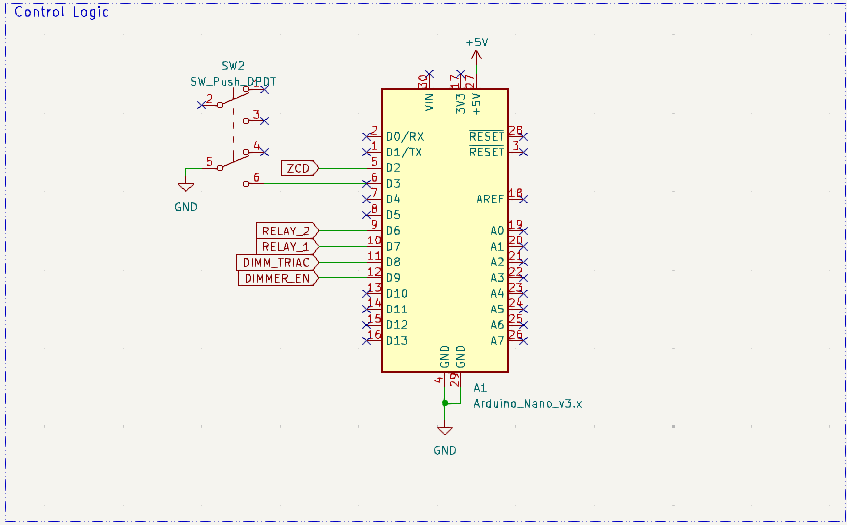 Control Logic
+5V
SW2
SW_Push_DPDT
2
3
4
5
6
GND
30
VIN
17
3V3
27
+5V
2 D0/RX
1 D1/TX
ZCD 5 D2
6 D3
7 D4
8 D5
RELAY_2 9 D6
RELAY_1 10 D7
DIMM_TRIAC 11 D8
DIMMER_EN 12 D9
13 D10
14 D11
15 D12
16 D13
RESET 28
RESET 3
AREF 18
A0 19
A1 20
A2 21
A3 22
A4 23
A5 24
A6 25
A7 26
GND
4
GND
29
A1
Arduino_Nano_v3.x
GND